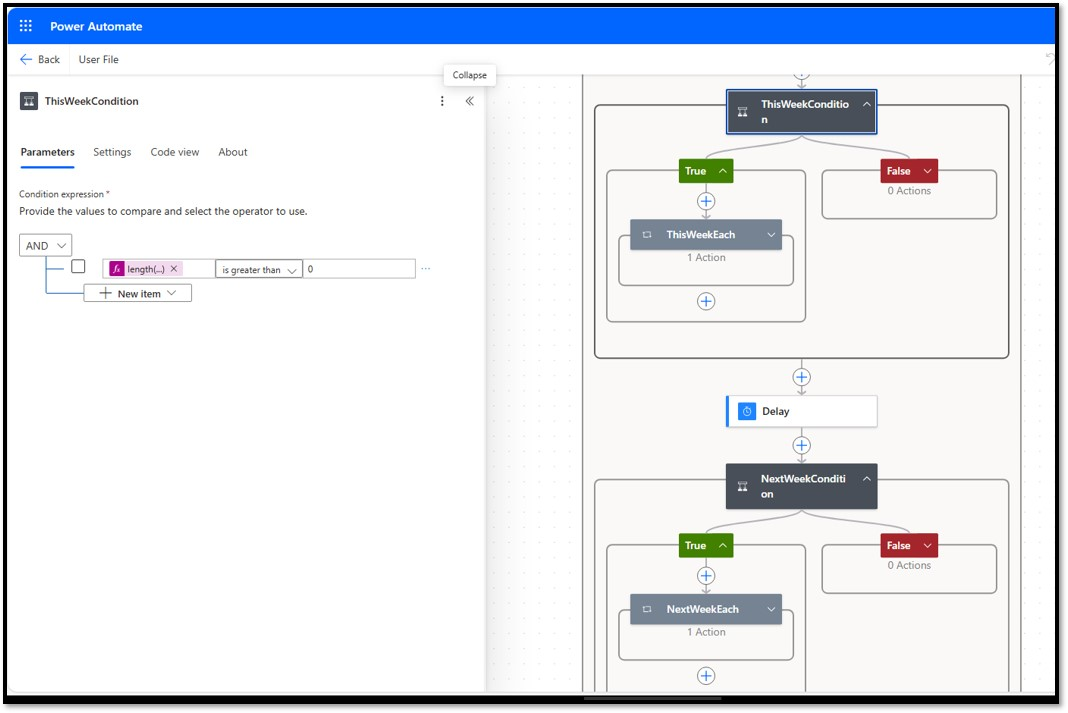 Power Automate
Back
User File
Collapse
ThisWeekCondition
Parameters
Settings
Code view
About
Condition expression *
Provide the values to compare and select the operator to use.
AND
length(...)
is greater than
0
New item
ThisWeekConditio
n
True
False
0 Actions
ThisWeekEach
1 Action
Delay
NextWeekConditi
on
True
False
0 Actions
NextWeekEach
1 Action